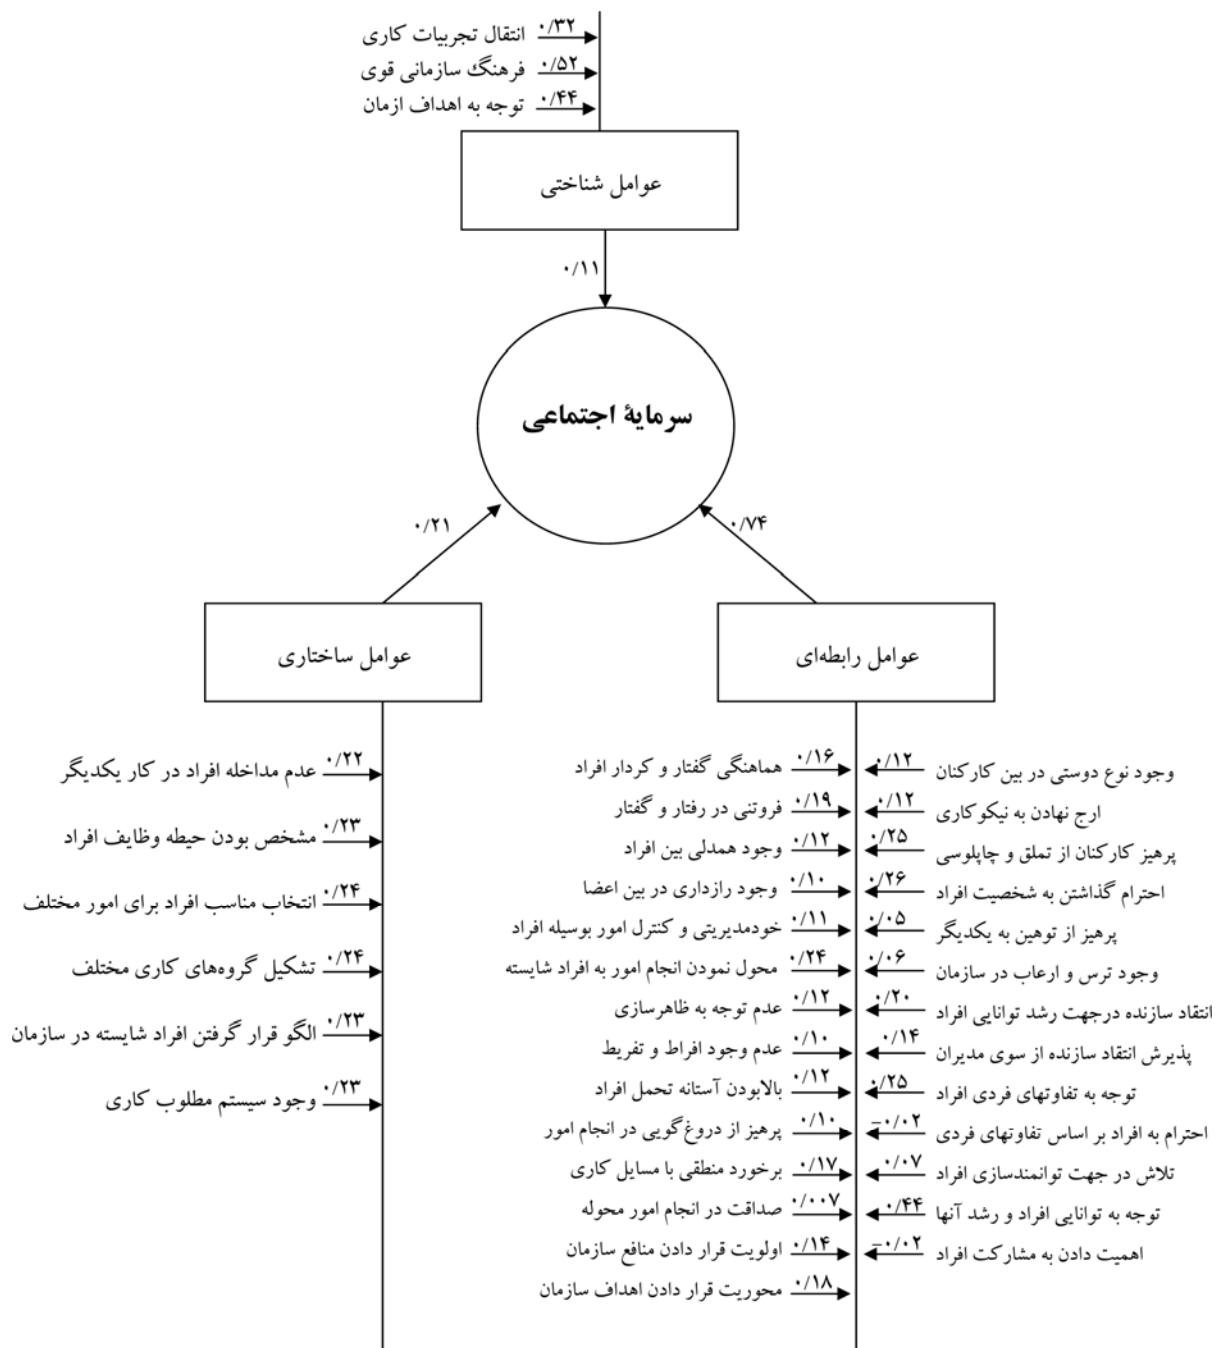 انتقال تجربیات کاری ۰/۳۲
فرهنگ سازمانی قوی ۰/۵۲
توجه به اهداف ازمان ۰/۴۴
عوامل شناختی
۰/۱۱
سرمایهٔ اجتماعی
۰/۷۴
۰/۲۱
عوامل رابطه‌ای
۰/۱۲ وجود نوع دوستی در بین کارکنان
۰/۱۲ ارج نهادن به نیکوکاری
۰/۲۵ پرهیز کارکنان از تملق و چاپلوسی
۰/۲۶ احترام گذاشتن به شخصیت افراد
۰/۰۵ پرهیز از توهین به یکدیگر
۰/۰۶ وجود ترس و ارعاب در سازمان
۰/۲۰ انتقاد سازنده درجهت رشد توانایی افراد
۰/۱۴ پذیرش انتقاد سازنده از سوی مدیران
۰/۲۵ توجه به تفاوتهای فردی افراد
−۰/۰۲ احترام به افراد بر اساس تفاوتهای فردی
۰/۰۷ تلاش در جهت توانمندسازی افراد
۰/۴۴ توجه به توانایی افراد و رشد آنها
−۰/۰۲ اهمیت دادن به مشارکت افراد
هماهنگی گفتار و کردار افراد ۰/۱۶
فروتنی در رفتار و گفتار ۰/۱۹
وجود همدلی بین افراد ۰/۱۲
وجود رازداری در بین اعضا ۰/۱۰
خودمدیریتی و کنترل امور بوسیله افراد ۰/۱۱
محول نمودن انجام امور به افراد شایسته ۰/۲۴
عدم توجه به ظاهرسازی ۰/۱۲
عدم وجود افراط و تفریط ۰/۱۰
بالابودن آستانه تحمل افراد ۰/۱۲
پرهیز از دروغ‌گویی در انجام امور ۰/۱۰
برخورد منطقی با مسایل کاری ۰/۱۷
صداقت در انجام امور محوله ۰/۰۰۷
اولویت قرار دادن منافع سازمان ۰/۱۴
محوریت قرار دادن اهداف سازمان ۰/۱۸
عوامل ساختاری
عدم مداخله افراد در کار یکدیگر ۰/۲۲
مشخص بودن حیطه وظایف افراد ۰/۲۳
انتخاب مناسب افراد برای امور مختلف ۰/۲۴
تشکیل گروه‌های کاری مختلف ۰/۲۴
الگو قرار گرفتن افراد شایسته در سازمان ۰/۲۳
وجود سیستم مطلوب کاری ۰/۲۳